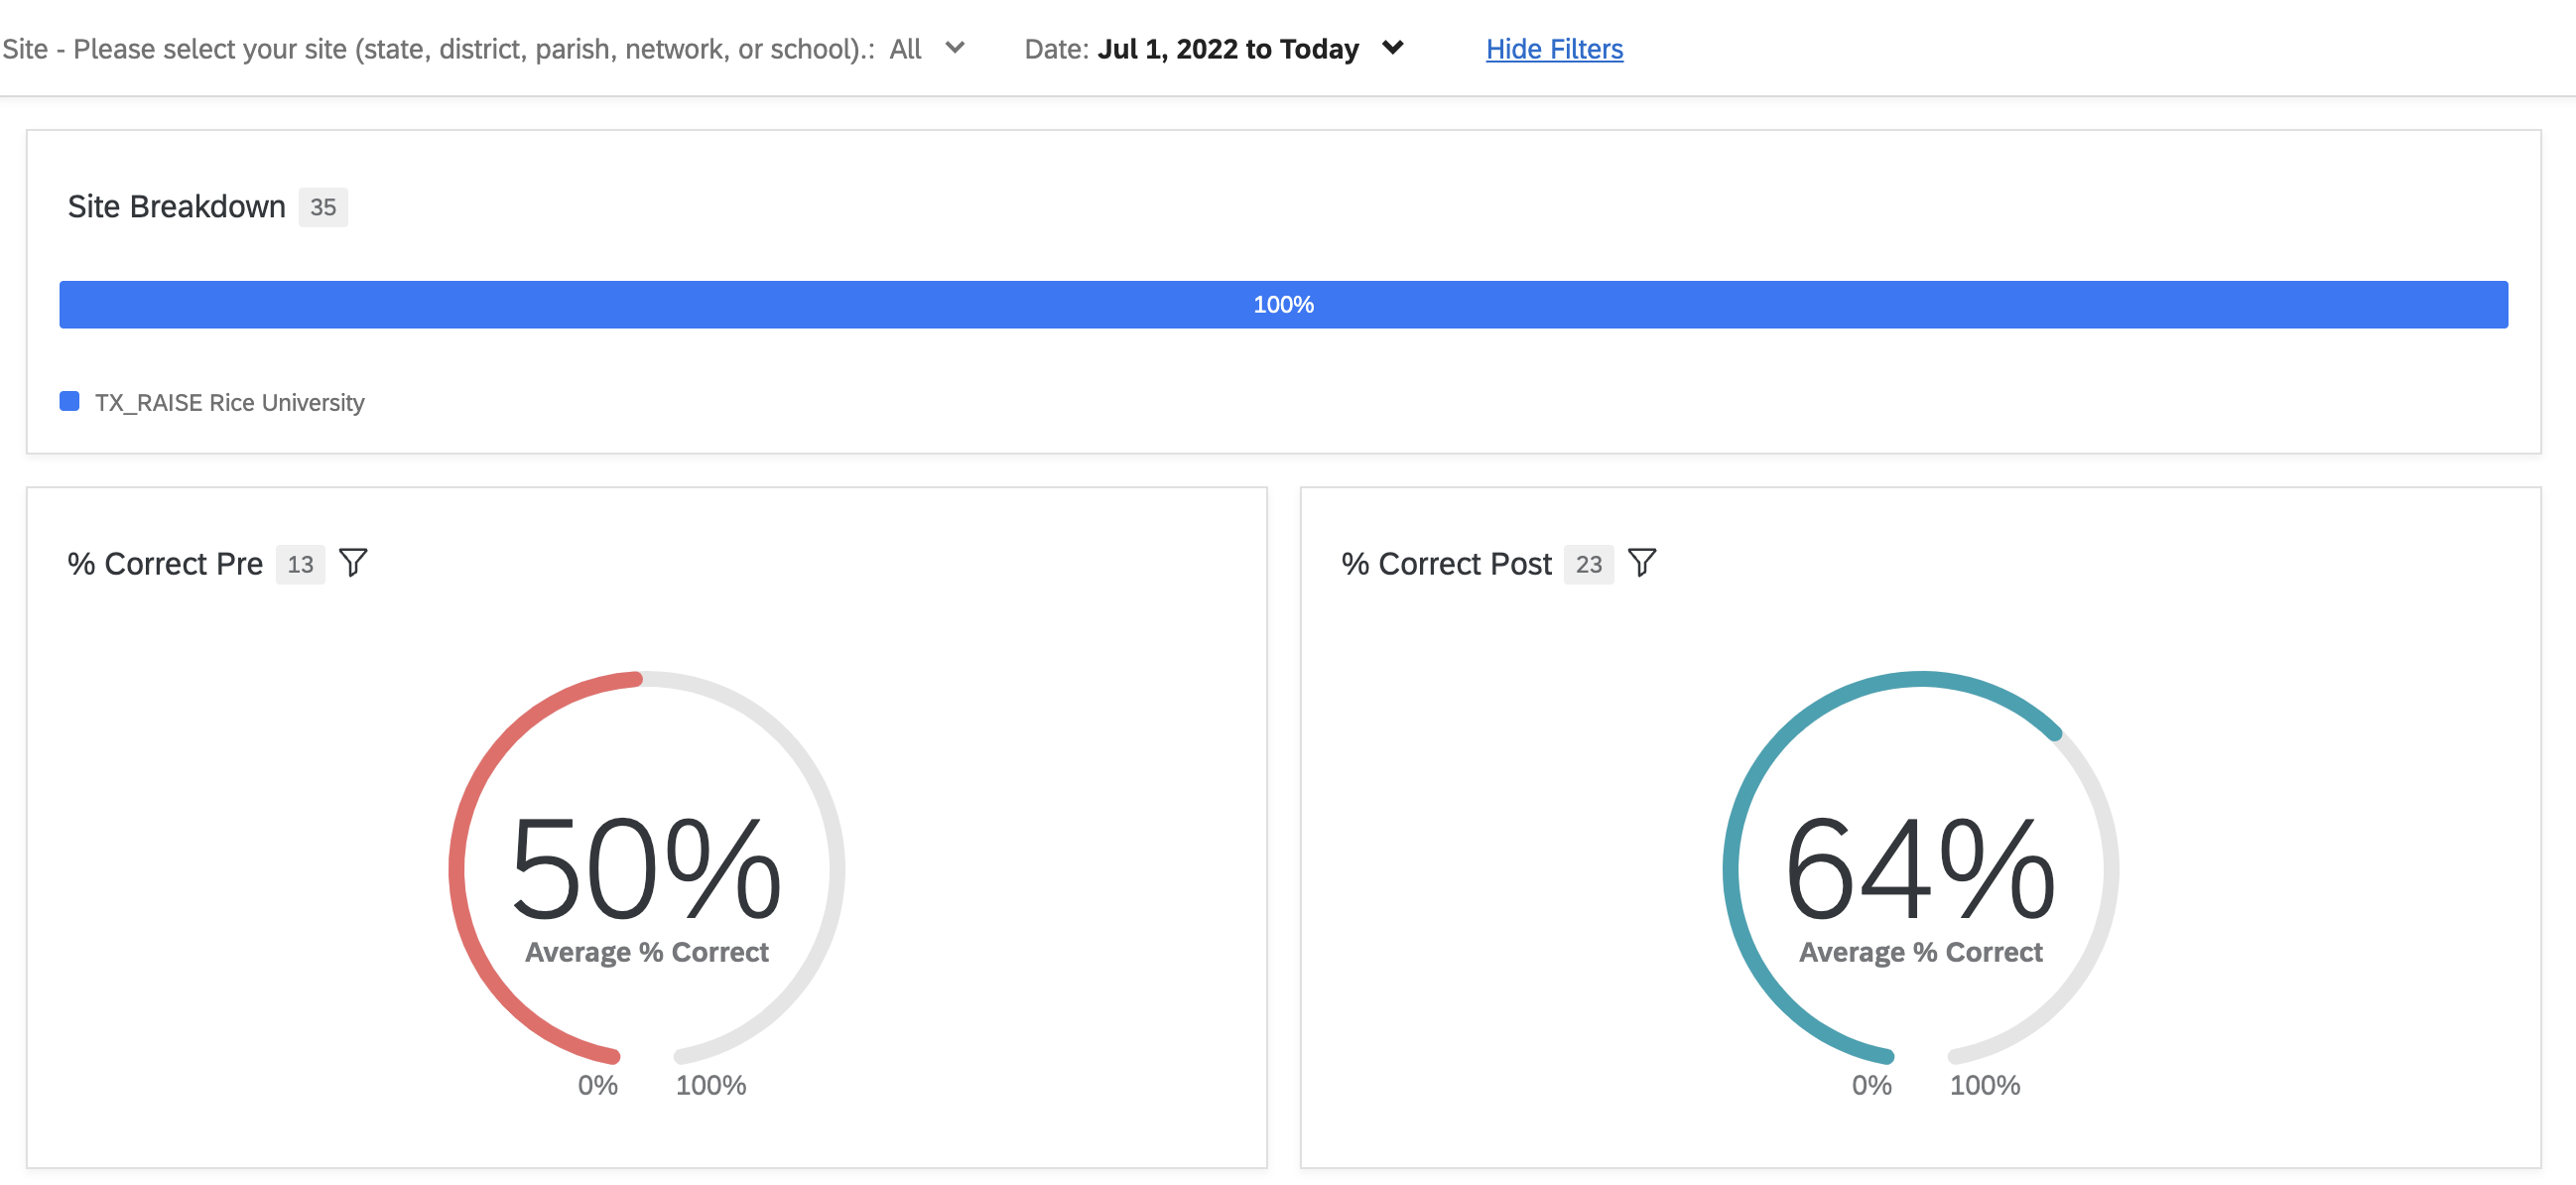 Site - Please select your site (state, district, parish, network, or school).: All Date: Jul 1, 2022 to Today Hide Filters
Site Breakdown 35
100%
TX_RAISE Rice University
% Correct Pre 13
50%
Average % Correct
0% 100%
% Correct Post 23
64%
Average % Correct
0% 100%